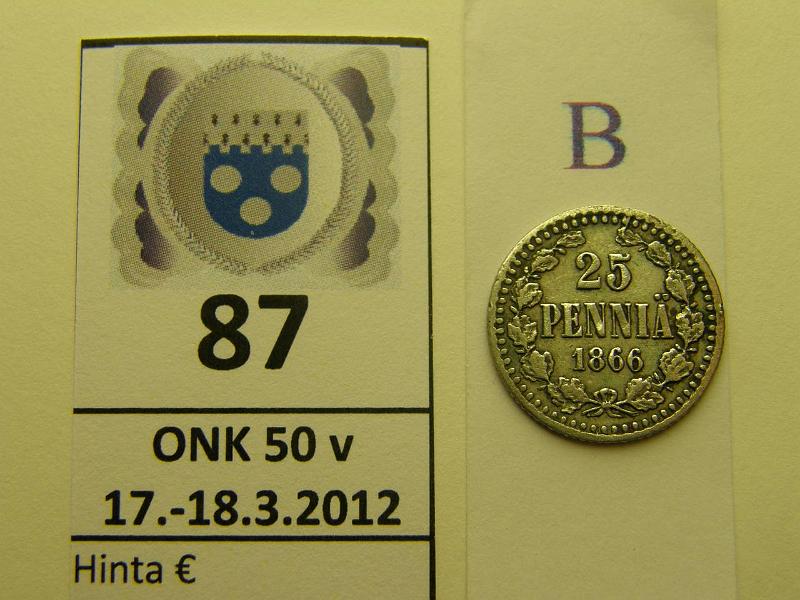 87
ONK 50 v
17.-18.3.2012
Hinta €
B
25
PENNIÄ
1866